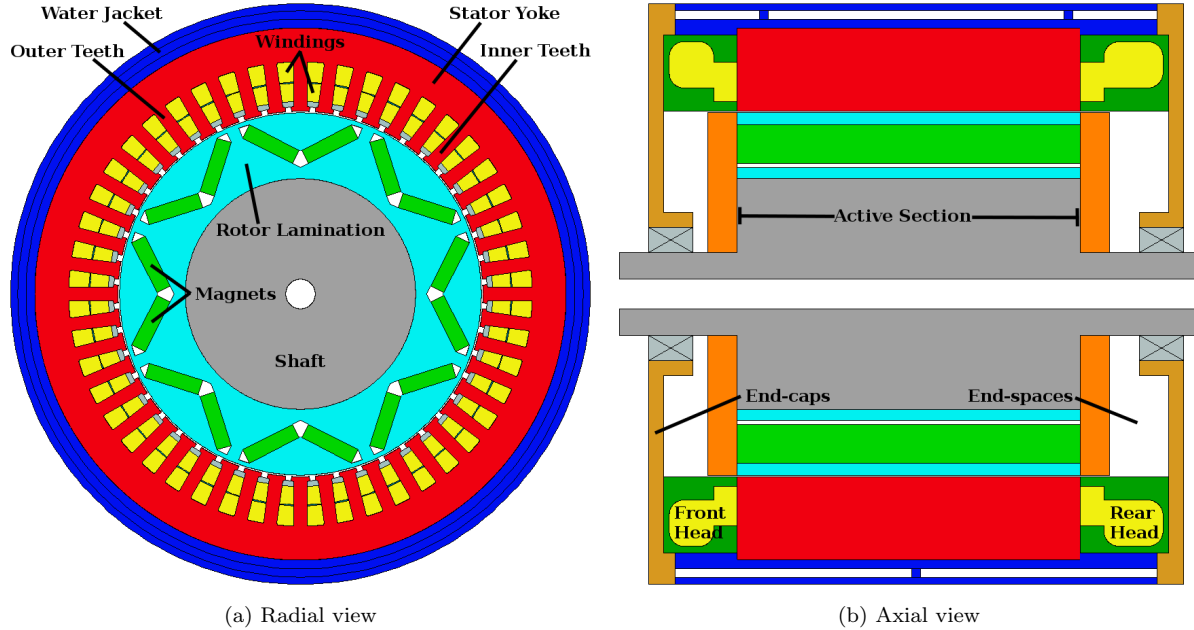 Water Jacket
Stator Yoke
Outer Teeth
Windings
Inner Teeth
Rotor Lamination
Magnets
Shaft
(a) Radial view
Active Section
End-caps
End-spaces
Front
Head
Rear
Head
(b) Axial view